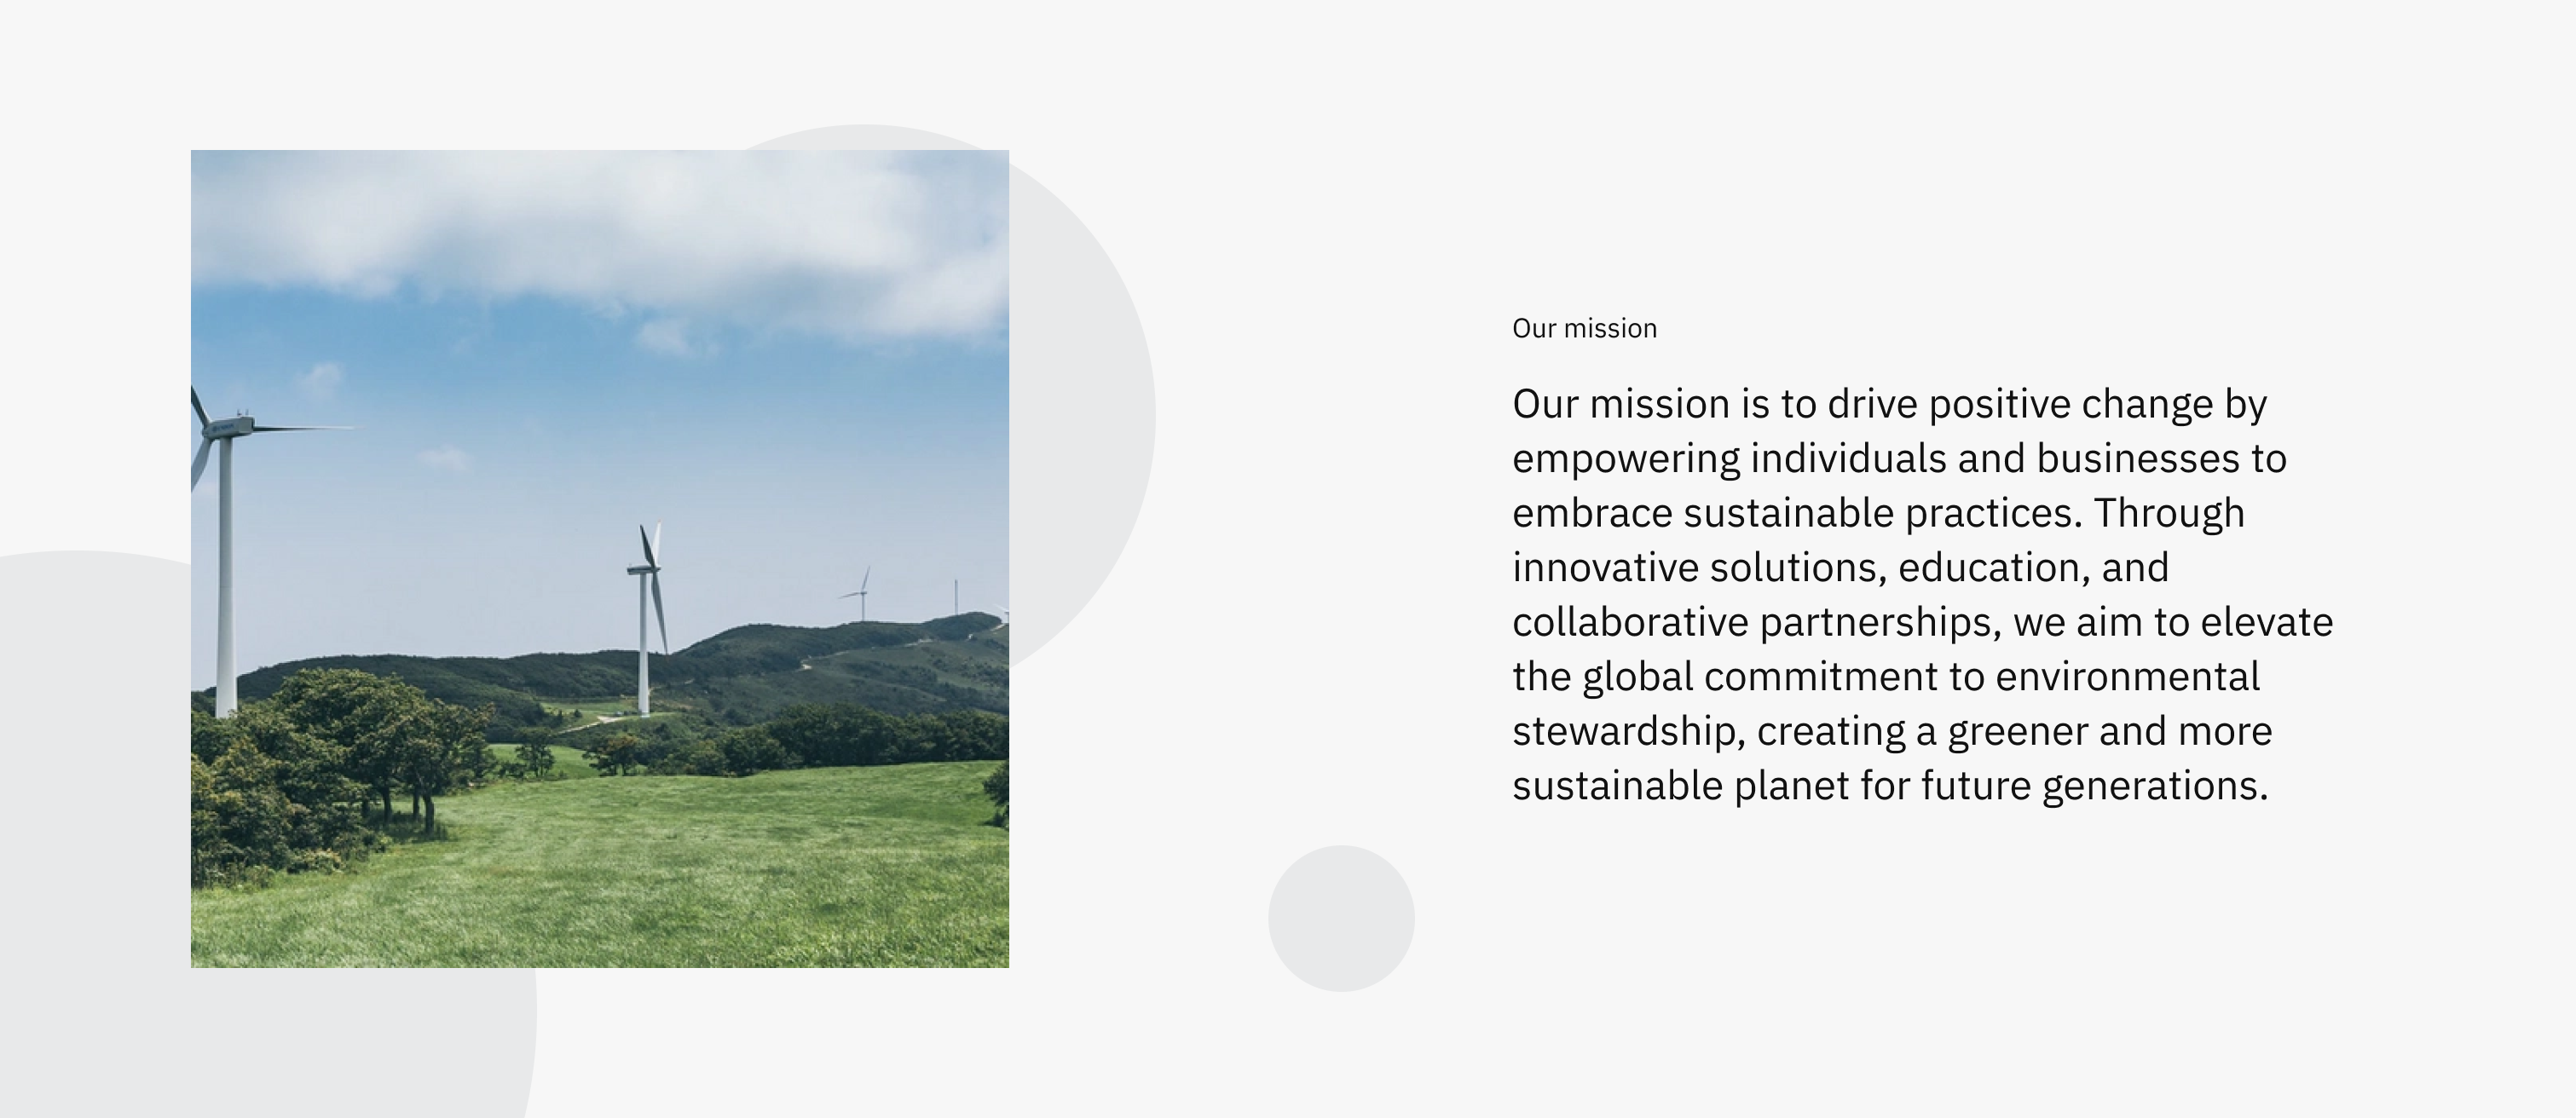 Our mission
Our mission is to drive positive change by
empowering individuals and businesses to
embrace sustainable practices. Through
innovative solutions, education, and
collaborative partnerships, we aim to elevate
the global commitment to environmental
stewardship, creating a greener and more
sustainable planet for future generations.